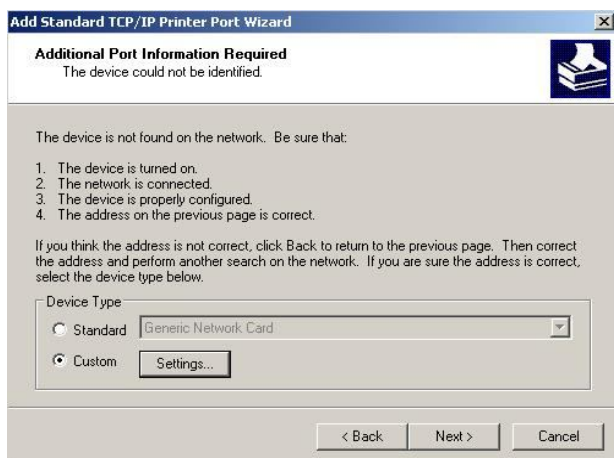 Add Standard TCP/IP Printer Port Wizard
Additional Port Information Required
The device could not be identified.
The device is not found on the network. Be sure that:
1. The device is turned on.
2. The network is connected.
3. The device is properly configured.
4. The address on the previous page is correct.
If you think the address is not correct, click Back to return to the previous page. Then correct
the address and perform another search on the network. If you are sure the address is correct,
select the device type below.
Device Type
Standard Generic Network Card
Custom Settings...
< Back Next > Cancel